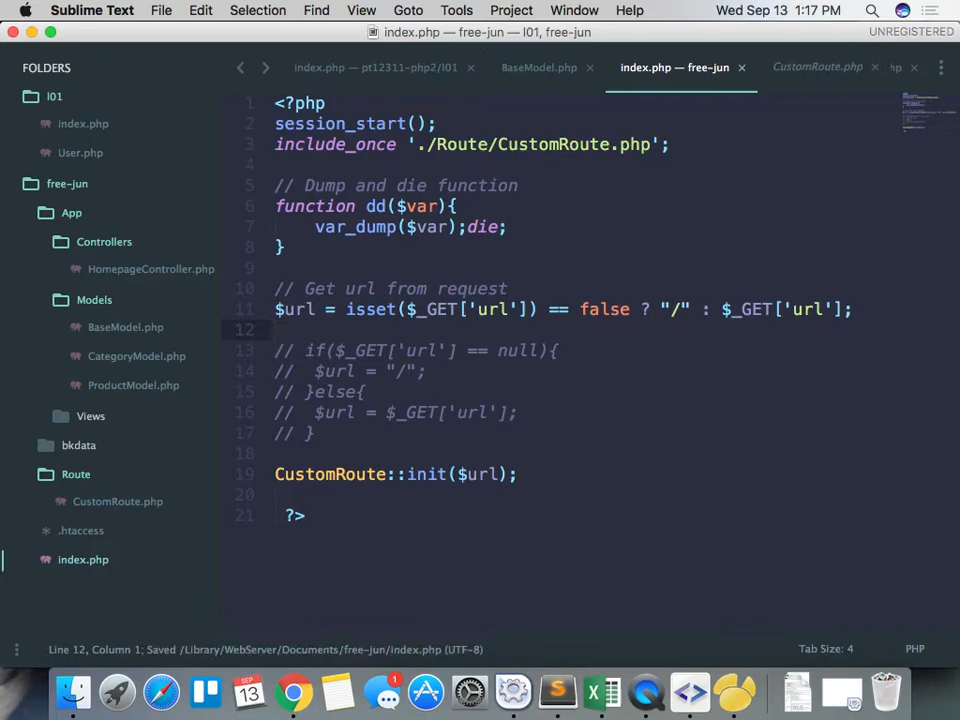 Sublime Text File Edit Selection Find View Goto Tools Project Window Help Wed Sep 13 1:17 PM
index.php — free-jun — l01, free-jun UNREGISTERED
FOLDERS
l01
index.php
User.php
free-jun
App
Controllers
HomepageController.php
Models
BaseModel.php
CategoryModel.php
ProductModel.php
Views
bkdata
Route
CustomRoute.php
.htaccess
index.php
index.php — pt12311-php2/l01 × BaseModel.php × index.php — free-jun × CustomRoute.php × hp ×
1 <?php
2 session_start();
3 include_once './Route/CustomRoute.php';
4
5 // Dump and die function
6 function dd($var){
7 var_dump($var);die;
8 }
9
10 // Get url from request
11 $url = isset($_GET['url']) == false ? "/" : $_GET['url'];
12
13 // if($_GET['url'] == null){
14 // $url = "/";
15 // }else{
16 // $url = $_GET['url'];
17 // }
18
19 CustomRoute::init($url);
20
21 ?>
Line 12, Column 1; Saved /Library/WebServer/Documents/free-jun/index.php (UTF-8) Tab Size: 4 PHP
SEP
13
1